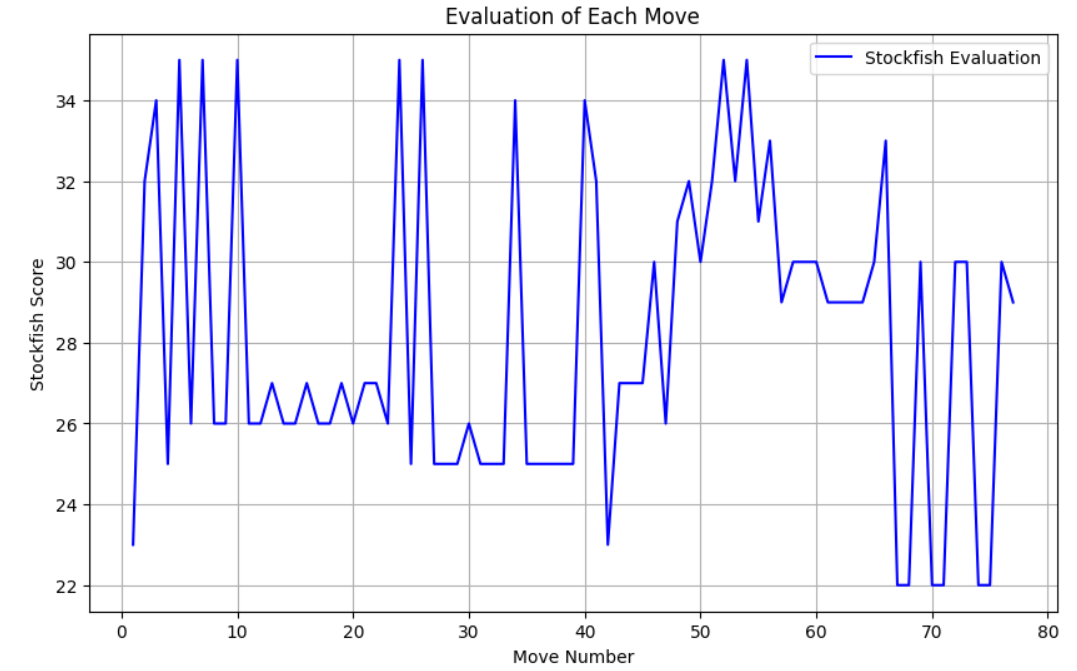 Evaluation of Each Move
Stockfish Evaluation
Stockfish Score
34
32
30
28
26
24
22
0 10 20 30 40 50 60 70 80
Move Number